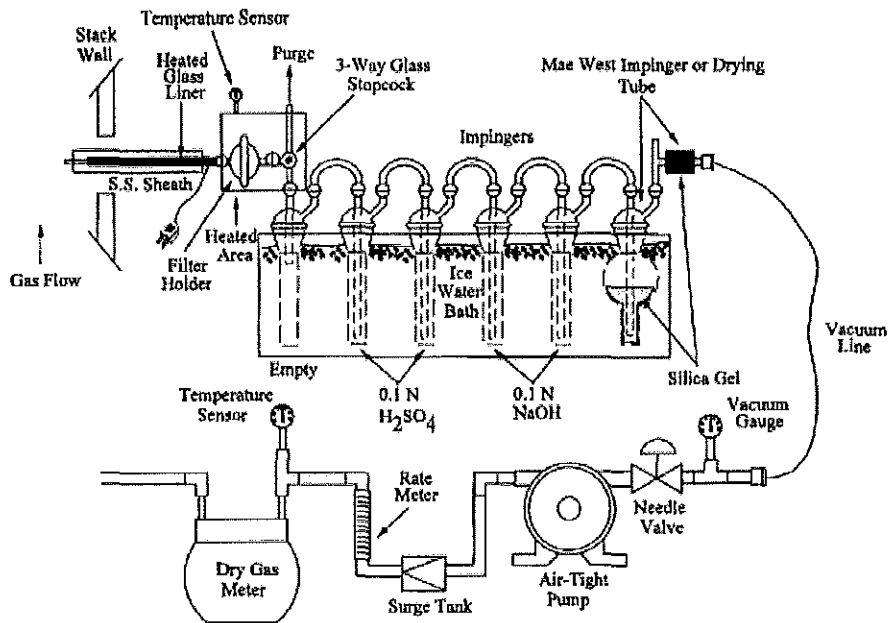 Temperature
Sensor
Stack
Wall
Heated
Glass
Liner
Purge
3-Way Glass
Stopcock
Mae West Impinger or Drying
Tube
Impingers
S.S. Sheath
Heated
Area
Filter
Holder
Gas Flow
Ice
Water
Bath
Vacuum
Line
Empty
0.1 N
H2SO4
0.1 N
NaOH
Silica Gel
Temperature
Sensor
Vacuum
Gauge
Rate
Meter
Needle
Valve
Dry Gas
Meter
Surge Tank
Air-Tight
Pump